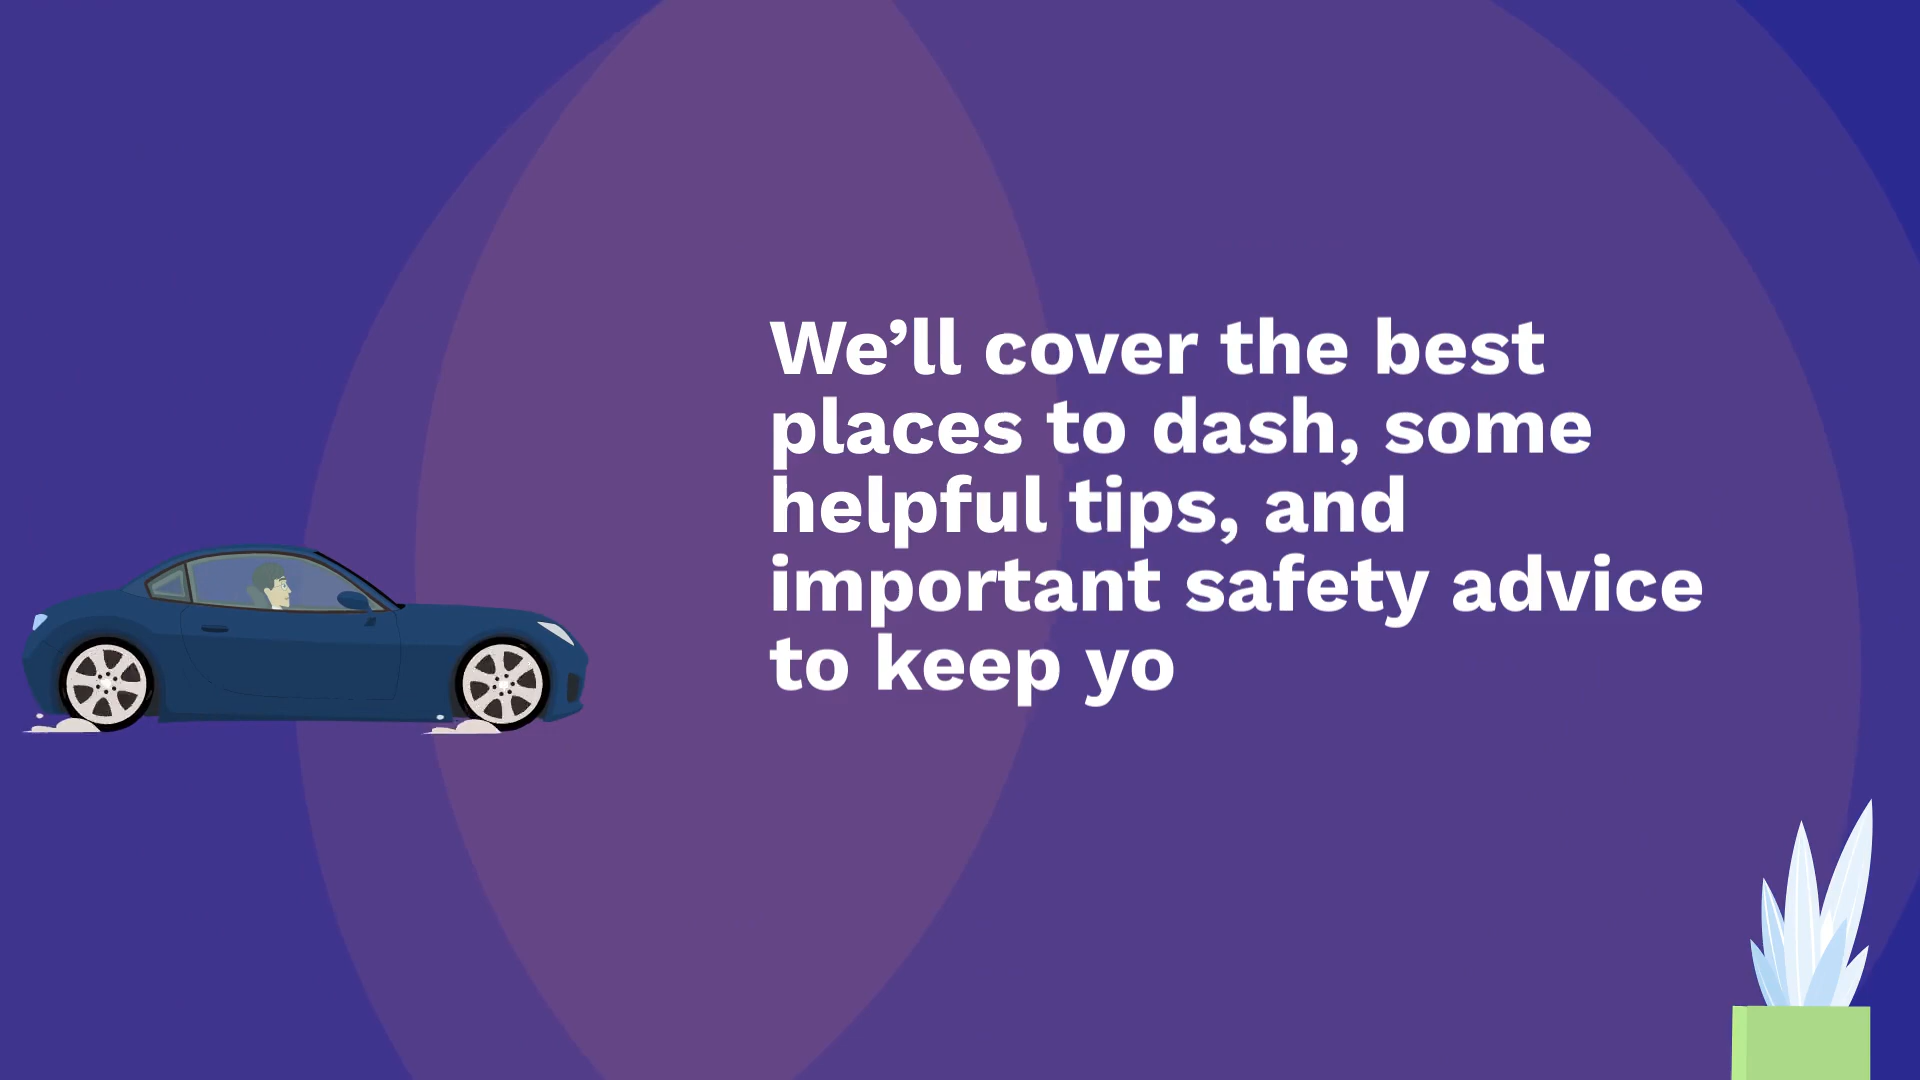 We’ll cover the best
places to dash, some
helpful tips, and
important safety advice
to keep yo